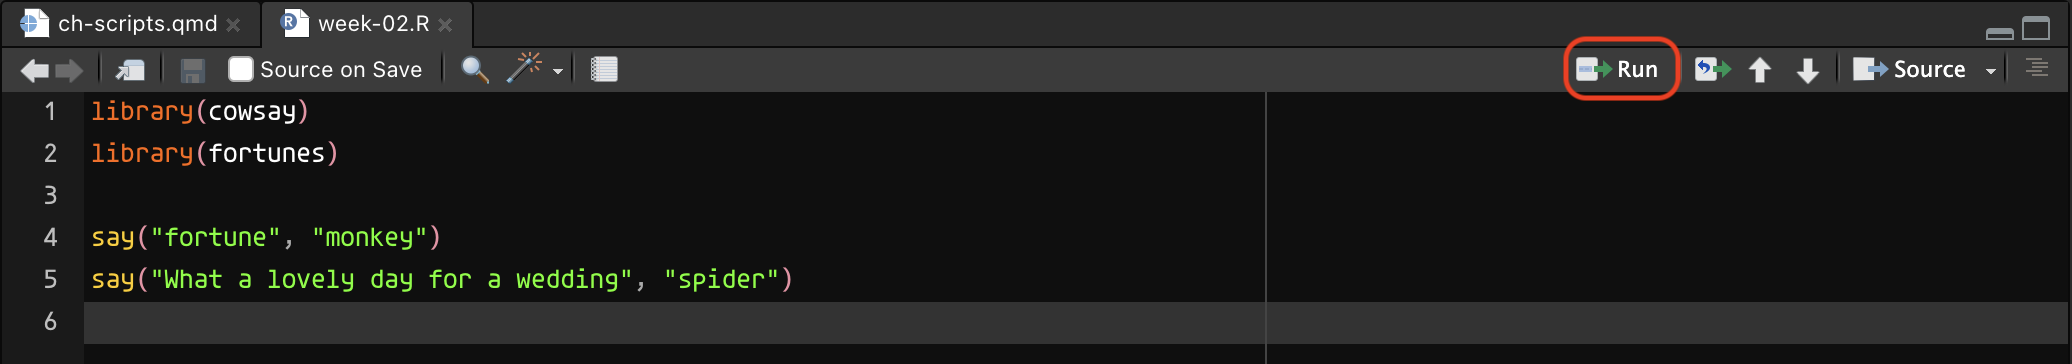 ch-scripts.qmd week-02.R
Source on Save Run Source
1 library(cowsay)
2 library(fortunes)
3
4 say("fortune", "monkey")
5 say("What a lovely day for a wedding", "spider")
6